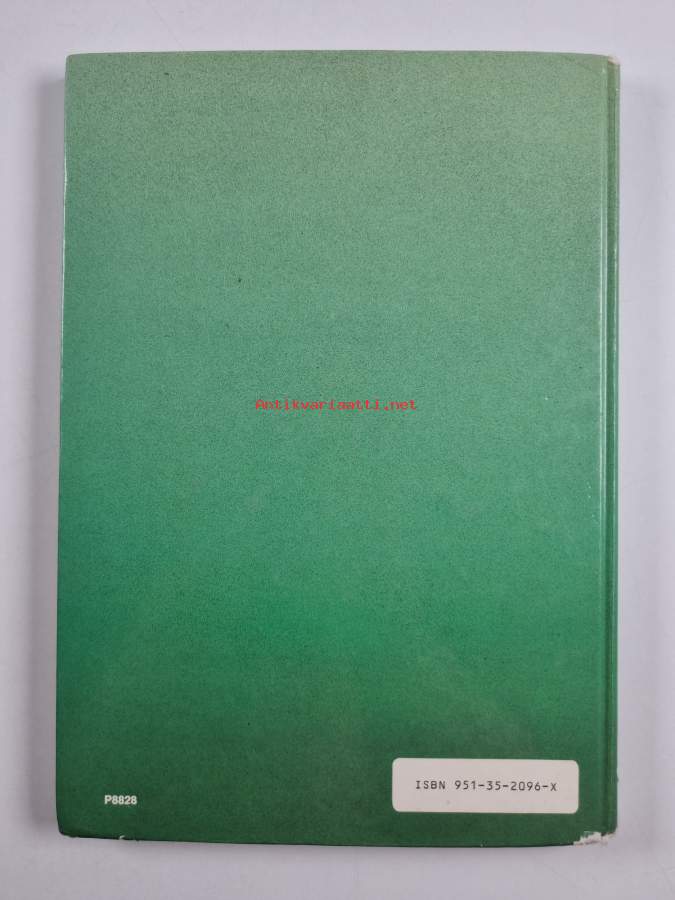 Antikvariaatti.net
ISBN 951-35-2096-X
P8828